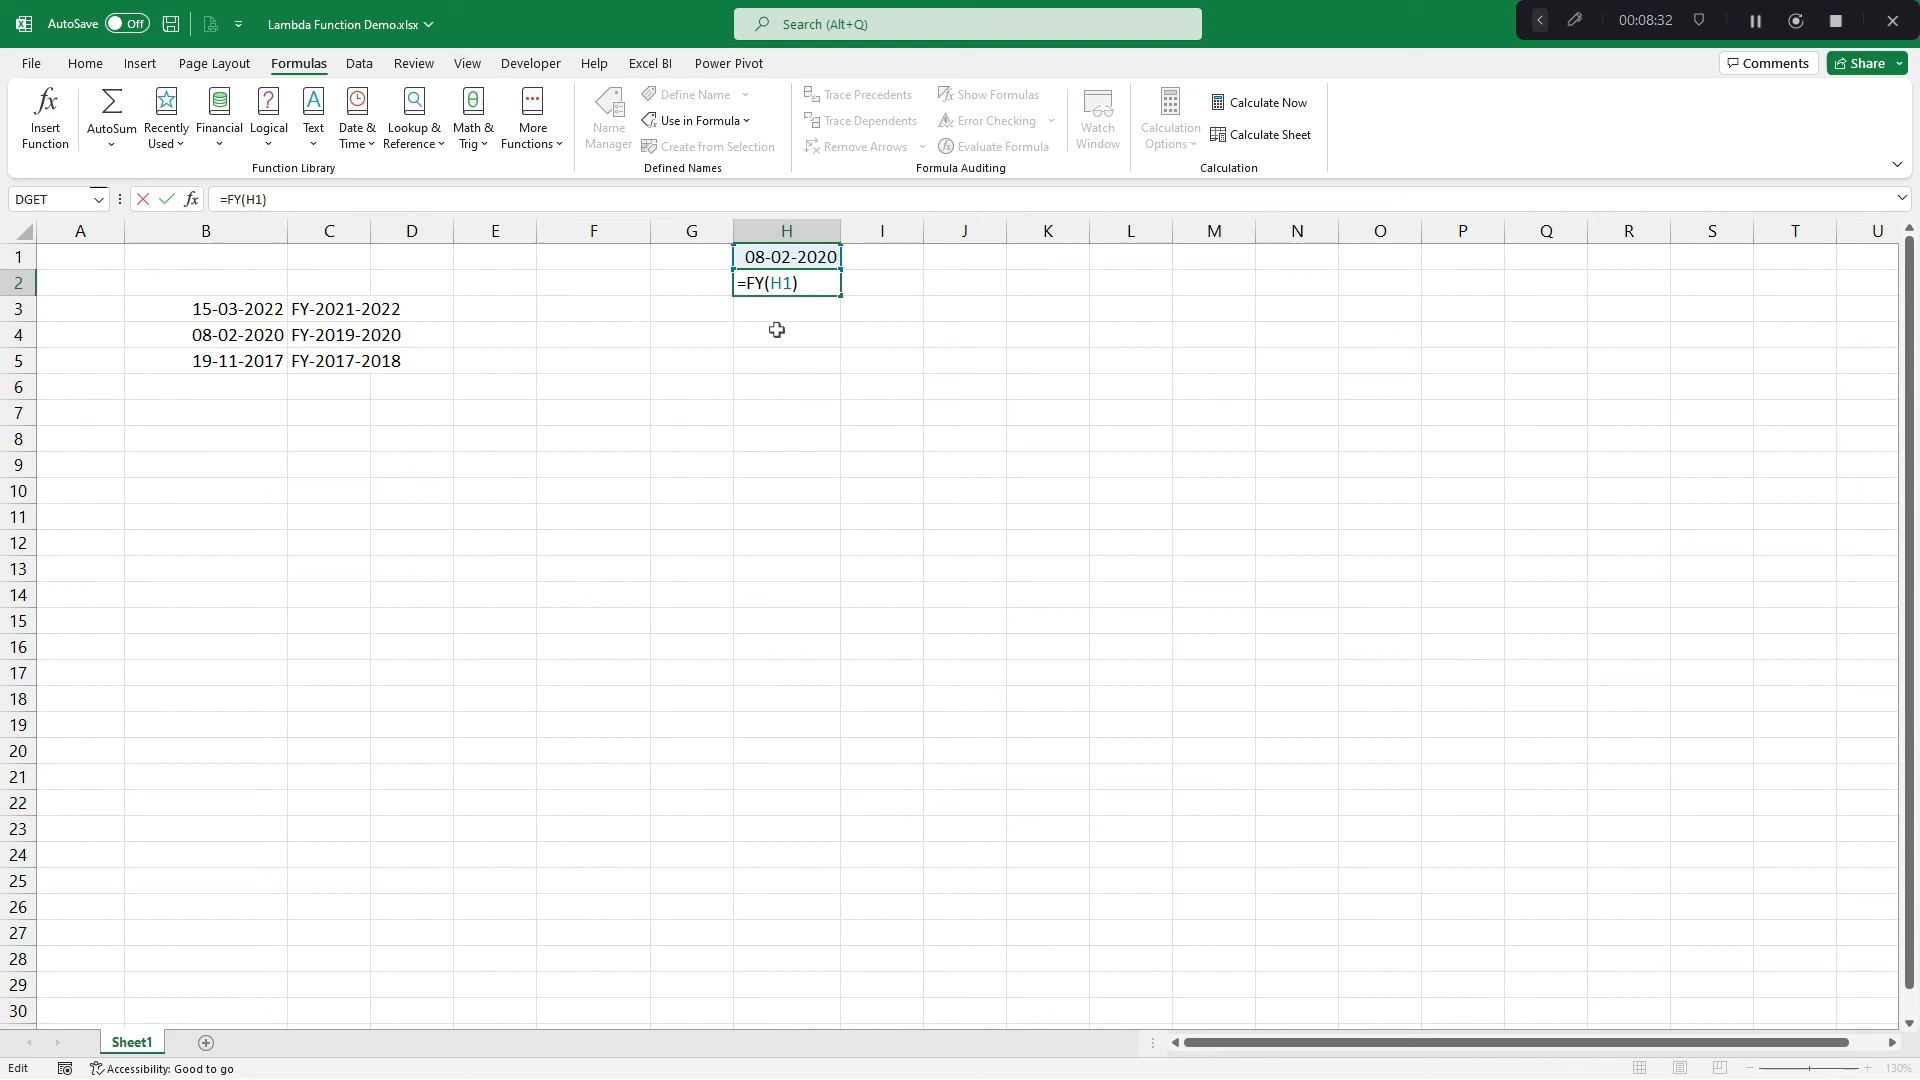 AutoSave Off Lambda Function Demo.xlsx Search (Alt+Q) 00:08:32
File Home Insert Page Layout Formulas Data Review View Developer Help Excel BI Power Pivot Comments Share
Insert Function
AutoSum
Recently Used
Financial
Logical
Text
Date & Time
Lookup & Reference
Math & Trig
More Functions
Function Library
Name Manager
Define Name
Use in Formula
Create from Selection
Defined Names
Trace Precedents
Trace Dependents
Remove Arrows
Show Formulas
Error Checking
Evaluate Formula
Formula Auditing
Watch Window
Calculation Options
Calculate Now
Calculate Sheet
Calculation
DGET fx =FY(H1)
A B C D E F G H I J K L M N O P Q R S T U
1 08-02-2020
2 =FY(H1)
3 15-03-2022 FY-2021-2022
4 08-02-2020 FY-2019-2020
5 19-11-2017 FY-2017-2018
6
7
8
9
10
11
12
13
14
15
16
17
18
19
20
21
22
23
24
25
26
27
28
29
30
Sheet1
Edit Accessibility: Good to go 130%